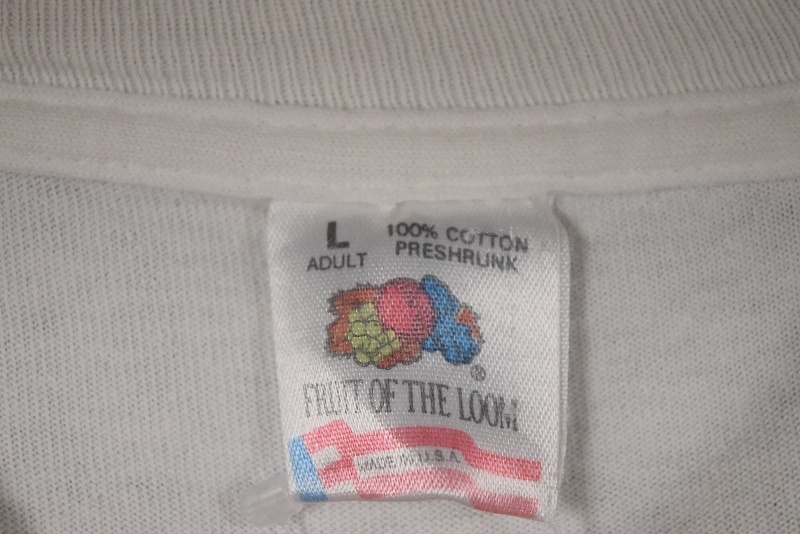 L
ADULT
100% COTTON
PRESHRUNK
®
FRUIT OF THE LOOM
MADE IN U.S.A.